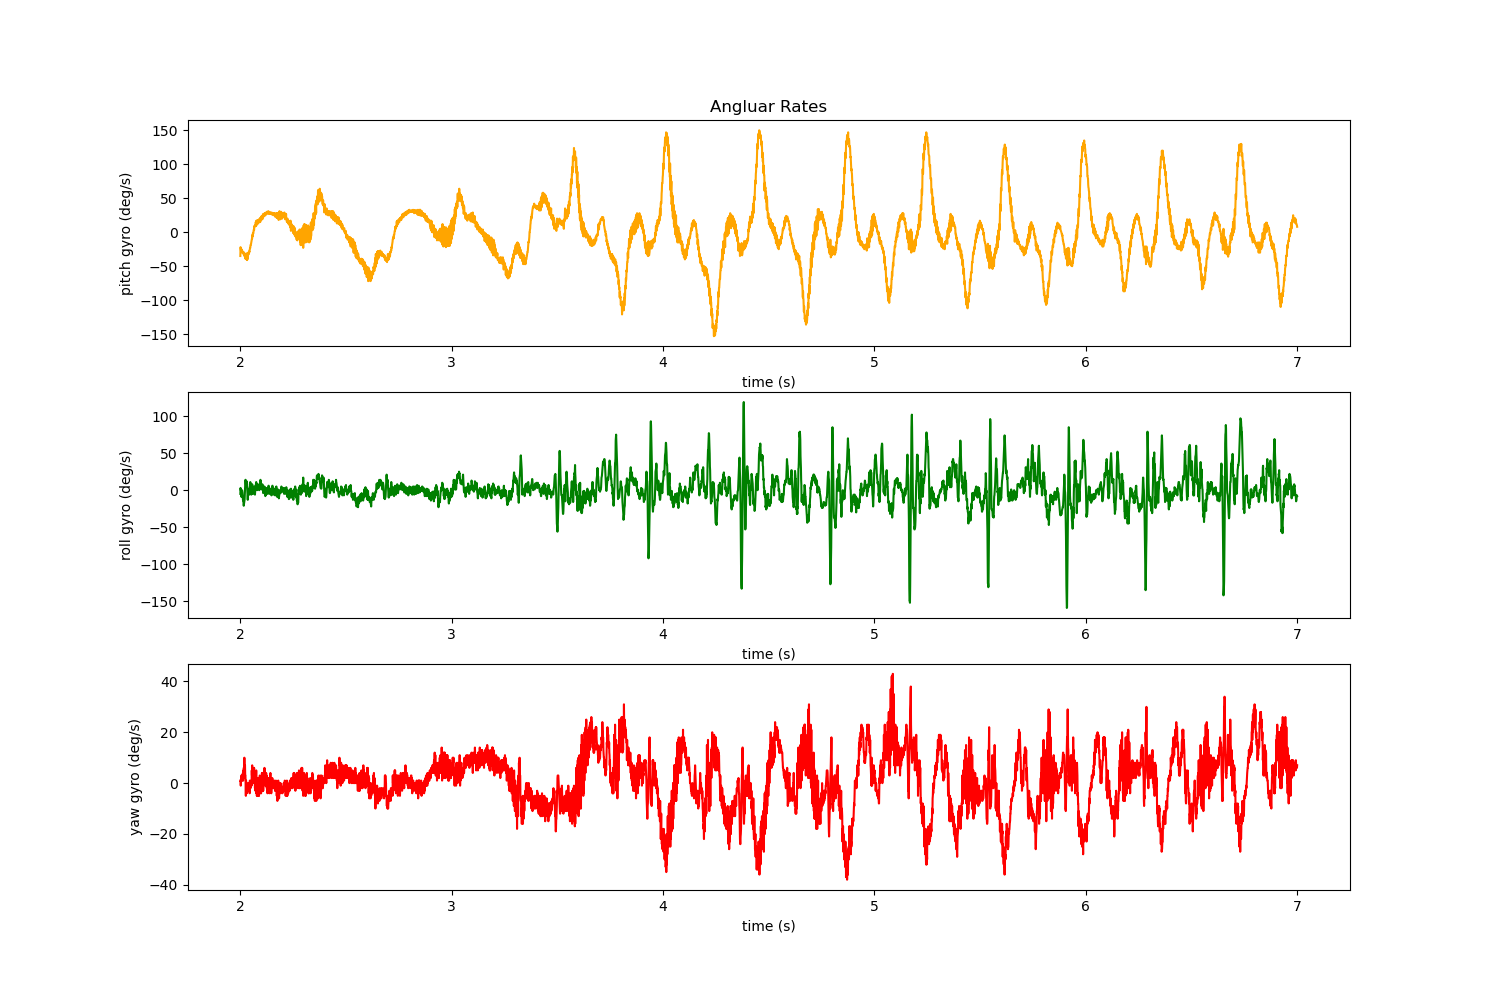 Angluar Rates
150
100
50
0
−50
−100
−150
pitch gyro (deg/s)
2 3 4 5 6 7
time (s)
100
50
0
−50
−100
−150
roll gyro (deg/s)
2 3 4 5 6 7
time (s)
40
20
0
−20
−40
yaw gyro (deg/s)
2 3 4 5 6 7
time (s)